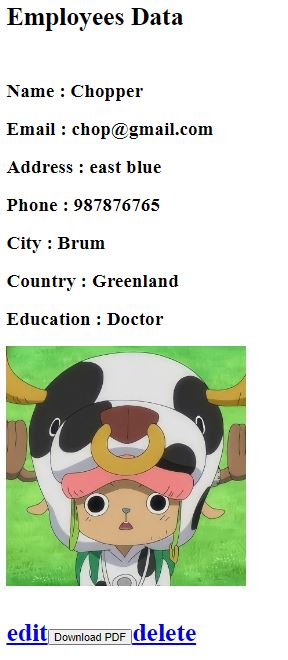 Employees Data
Name : Chopper
Email : chop@gmail.com
Address : east blue
Phone : 987876765
City : Brum
Country : Greenland
Education : Doctor
edit Download PDF delete